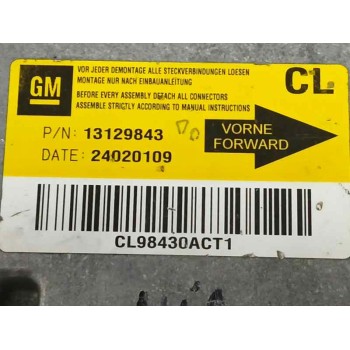 VOR JEDER DEMONTAGE ALLE STECKVERBINDUNGEN LOESEN
MONTAGE NUR NACH EINBAUANLEITUNG
BEFORE EVERY ASSEMBLY DETACH ALL CONNECTORS
ASSEMBLE STRICTLY ACCORDING TO MANUAL INSTRUCTIONS
GM
CL
P/N: 13129843
DATE: 24020109
VORNE
FORWARD
CL98430ACT1